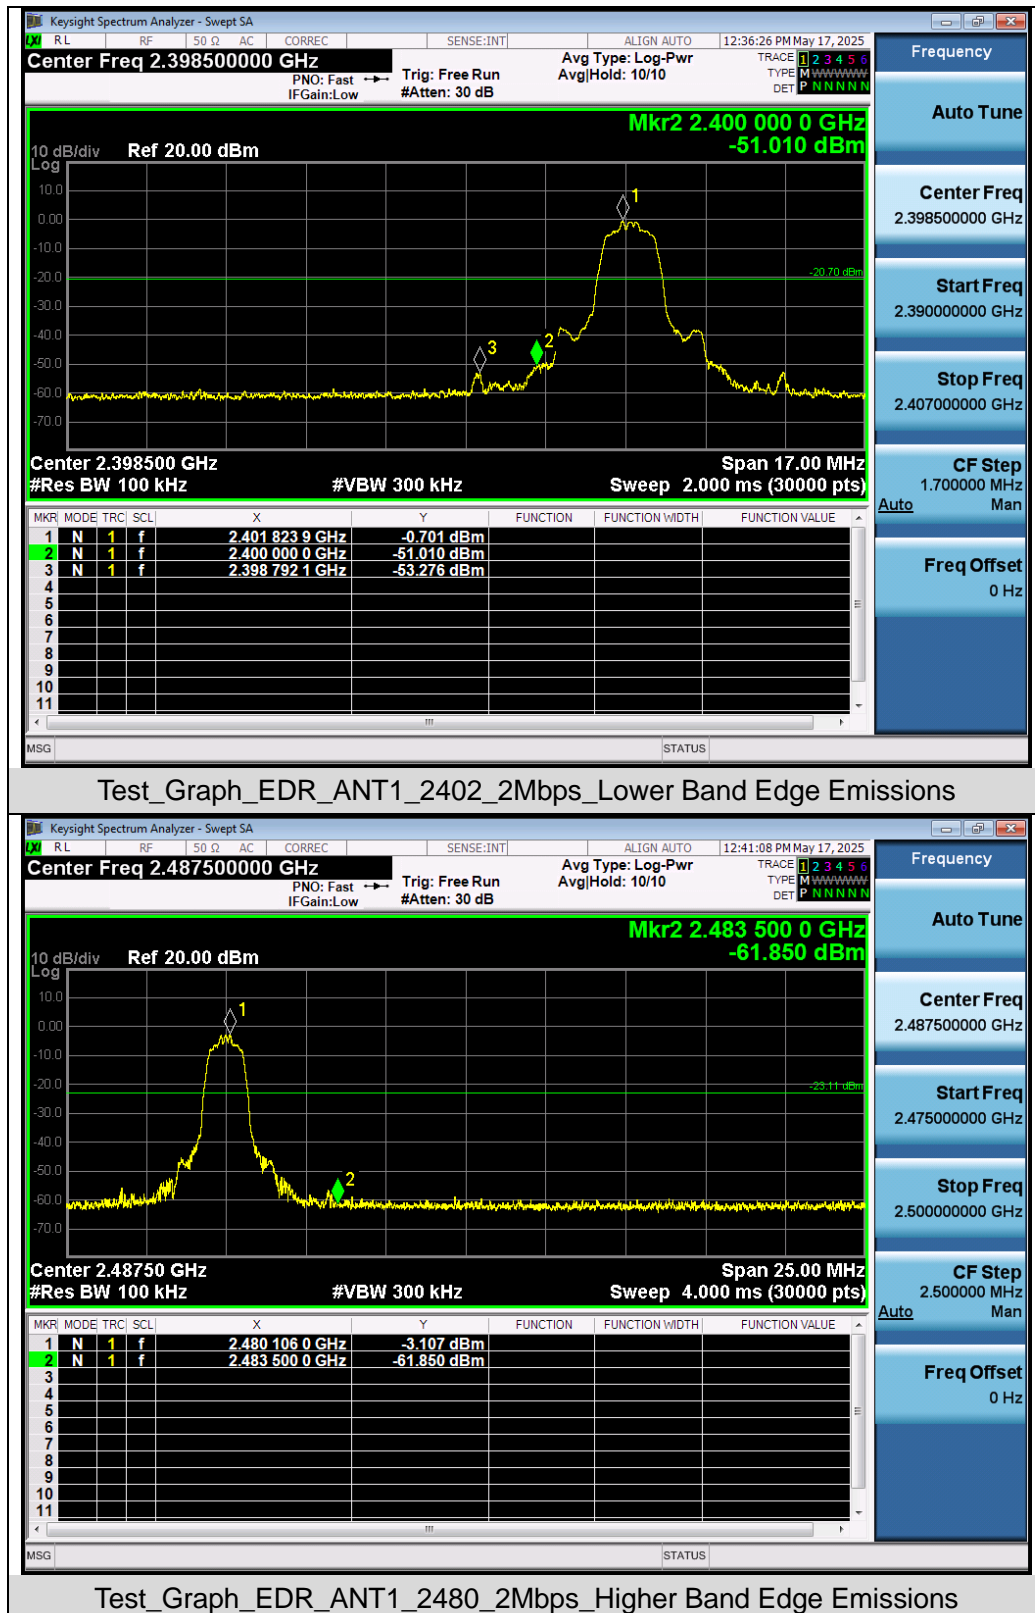 Keysight Spectrum Analyzer - Swept SA
LXI RL RF 50 Ω AC CORREC SENSE:INT ALIGN AUTO 12:36:26 PM May 17, 2025
Center Freq 2.398500000 GHz
PNO: Fast
IFGain:Low
Trig: Free Run
#Atten: 30 dB
Avg Type: Log-Pwr
Avg|Hold: 10/10
TRACE 1 2 3 4 5 6
TYPE M WWWWW
DET P N N N N N
Mkr2 2.400 000 0 GHz
-51.010 dBm
10 dB/div Ref 20.00 dBm
Log
10.0
0.00
-10.0
-20.0
-30.0
-40.0
-50.0
-60.0
-70.0
1
2
3
-20.70 dBm
Center 2.398500 GHz Span 17.00 MHz
#Res BW 100 kHz #VBW 300 kHz Sweep 2.000 ms (30000 pts)
MKR MODE TRC SCL X Y FUNCTION FUNCTION WIDTH FUNCTION VALUE
1 N 1 f 2.401 823 9 GHz -0.701 dBm
2 N 1 f 2.400 000 0 GHz -51.010 dBm
3 N 1 f 2.398 792 1 GHz -53.276 dBm
4
5
6
7
8
9
10
11
MSG STATUS
Frequency
Auto Tune
Center Freq
2.398500000 GHz
Start Freq
2.390000000 GHz
Stop Freq
2.407000000 GHz
CF Step
1.700000 MHz
Auto Man
Freq Offset
0 Hz
Test_Graph_EDR_ANT1_2402_2Mbps_Lower Band Edge Emissions
Keysight Spectrum Analyzer - Swept SA
LXI RL RF 50 Ω AC CORREC SENSE:INT ALIGN AUTO 12:41:08 PM May 17, 2025
Center Freq 2.487500000 GHz
PNO: Fast
IFGain:Low
Trig: Free Run
#Atten: 30 dB
Avg Type: Log-Pwr
Avg|Hold: 10/10
TRACE 1 2 3 4 5 6
TYPE M WWWWW
DET P N N N N N
Mkr2 2.483 500 0 GHz
-61.850 dBm
10 dB/div Ref 20.00 dBm
Log
10.0
0.00
-10.0
-20.0
-30.0
-40.0
-50.0
-60.0
-70.0
1
2
-23.11 dBm
Center 2.48750 GHz Span 25.00 MHz
#Res BW 100 kHz #VBW 300 kHz Sweep 4.000 ms (30000 pts)
MKR MODE TRC SCL X Y FUNCTION FUNCTION WIDTH FUNCTION VALUE
1 N 1 f 2.480 106 0 GHz -3.107 dBm
2 N 1 f 2.483 500 0 GHz -61.850 dBm
3
4
5
6
7
8
9
10
11
MSG STATUS
Frequency
Auto Tune
Center Freq
2.487500000 GHz
Start Freq
2.475000000 GHz
Stop Freq
2.500000000 GHz
CF Step
2.500000 MHz
Auto Man
Freq Offset
0 Hz
Test_Graph_EDR_ANT1_2480_2Mbps_Higher Band Edge Emissions